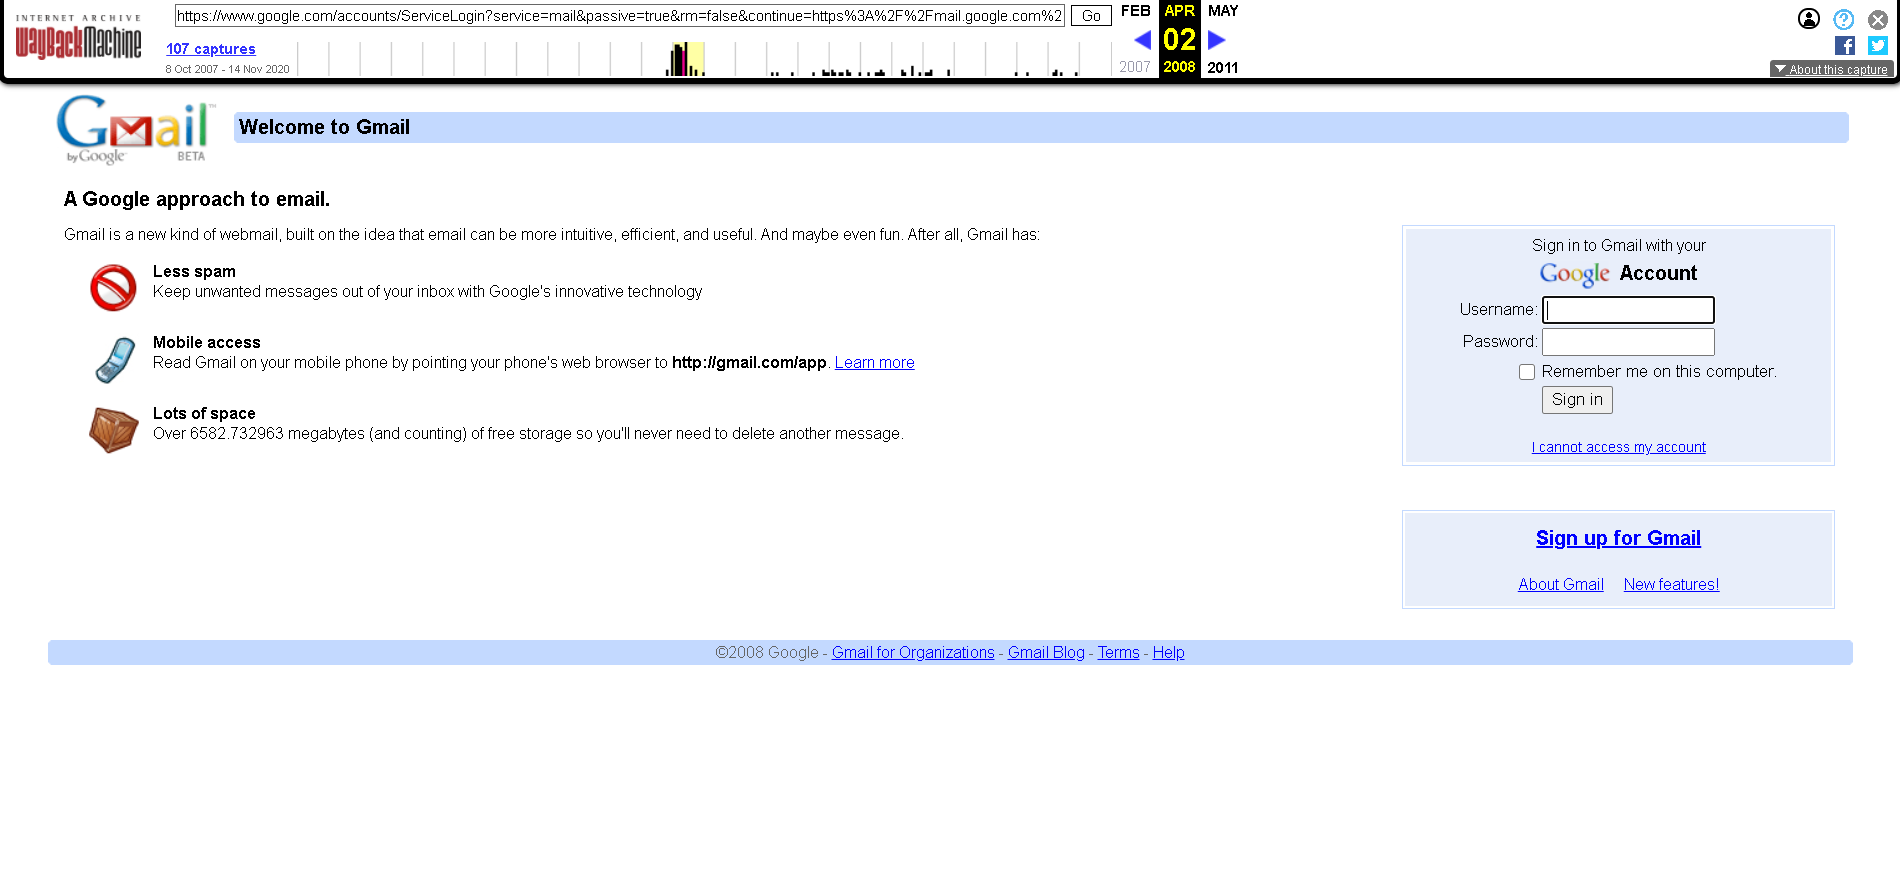 INTERNET ARCHIVE
WayBackMachine
https://www.google.com/accounts/ServiceLogin?service=mail&passive=true&rm=false&continue=https%3A%2F%2Fmail.google.com%2
Go
107 captures
8 Oct 2007 - 14 Nov 2020
FEB APR MAY
02
2007 2008 2011
About this capture
Gmail™
by Google BETA
Welcome to Gmail
A Google approach to email.
Gmail is a new kind of webmail, built on the idea that email can be more intuitive, efficient, and useful. And maybe even fun. After all, Gmail has:
Less spam
Keep unwanted messages out of your inbox with Google's innovative technology
Mobile access
Read Gmail on your mobile phone by pointing your phone's web browser to http://gmail.com/app. Learn more
Lots of space
Over 6582.732963 megabytes (and counting) of free storage so you'll never need to delete another message.
Sign in to Gmail with your
Google Account
Username:
Password:
Remember me on this computer.
Sign in
I cannot access my account
Sign up for Gmail
About Gmail New features!
©2008 Google - Gmail for Organizations - Gmail Blog - Terms - Help